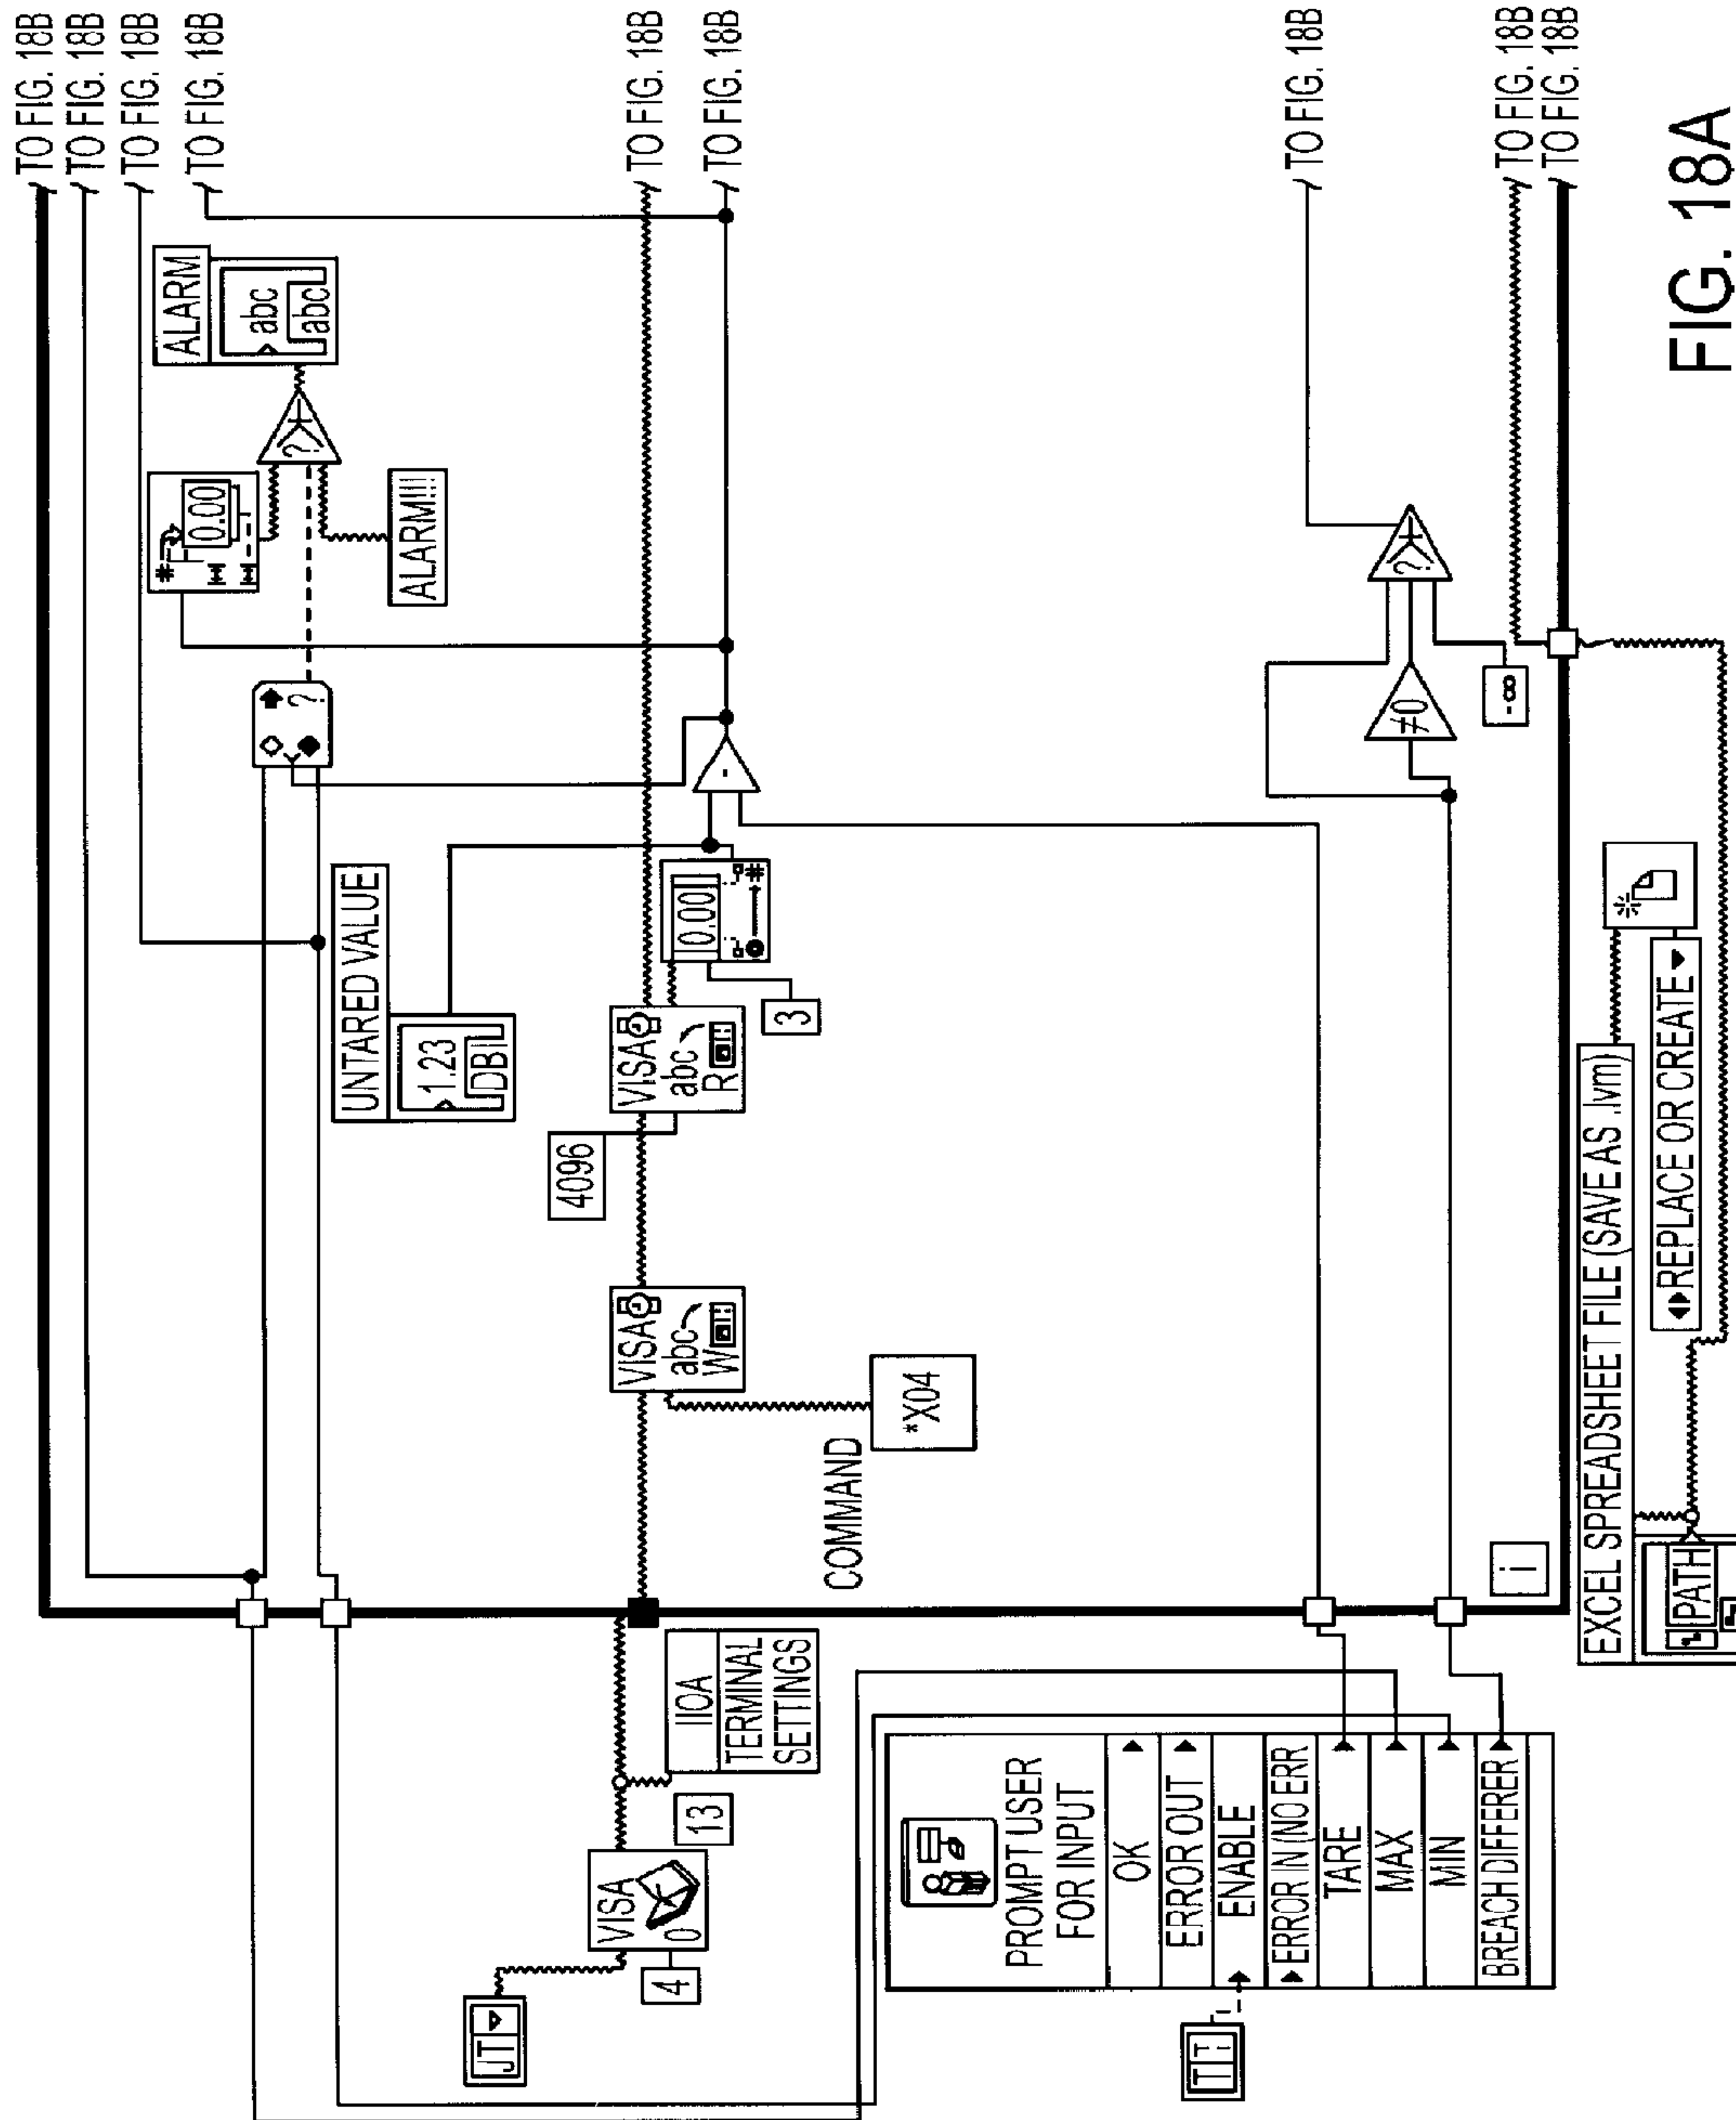 TO FIG. 18B
TO FIG. 18B
TO FIG. 18B
TO FIG. 18B
ALARM
abc
abc
#
F 0.00
?
?
ALARM!!!!
UNTARED VALUE
1.23
DBI
TO FIG. 18B
TO FIG. 18B
VISA
abc
W
4096
VISA
abc
R
0.00
#
3
-
COMMAND
*X04
VISA
0
4
13
IIOA
TERMINAL
SETTINGS
PROMPT USER
FOR INPUT
OK
ERROR OUT
ENABLE
ERROR IN (NO ERR
TARE
MAX
MIN
BREACH DIFFERER
TO FIG. 18B
≠0
?
-∞
i
TO FIG. 18B
TO FIG. 18B
EXCEL SPREADSHEET FILE (SAVE AS .lvm)
PATH
REPLACE OR CREATE
FIG. 18A